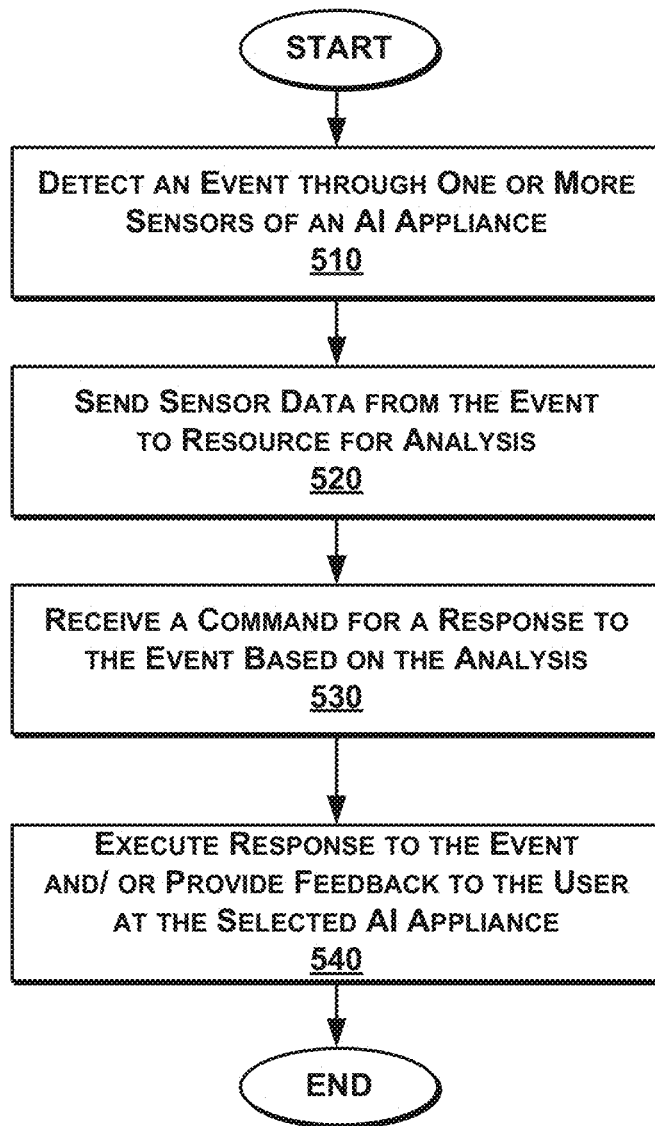 START
DETECT AN EVENT THROUGH ONE OR MORE
SENSORS OF AN AI APPLIANCE
510
SEND SENSOR DATA FROM THE EVENT
TO RESOURCE FOR ANALYSIS
520
RECEIVE A COMMAND FOR A RESPONSE TO
THE EVENT BASED ON THE ANALYSIS
530
EXECUTE RESPONSE TO THE EVENT
AND/ OR PROVIDE FEEDBACK TO THE USER
AT THE SELECTED AI APPLIANCE
540
END